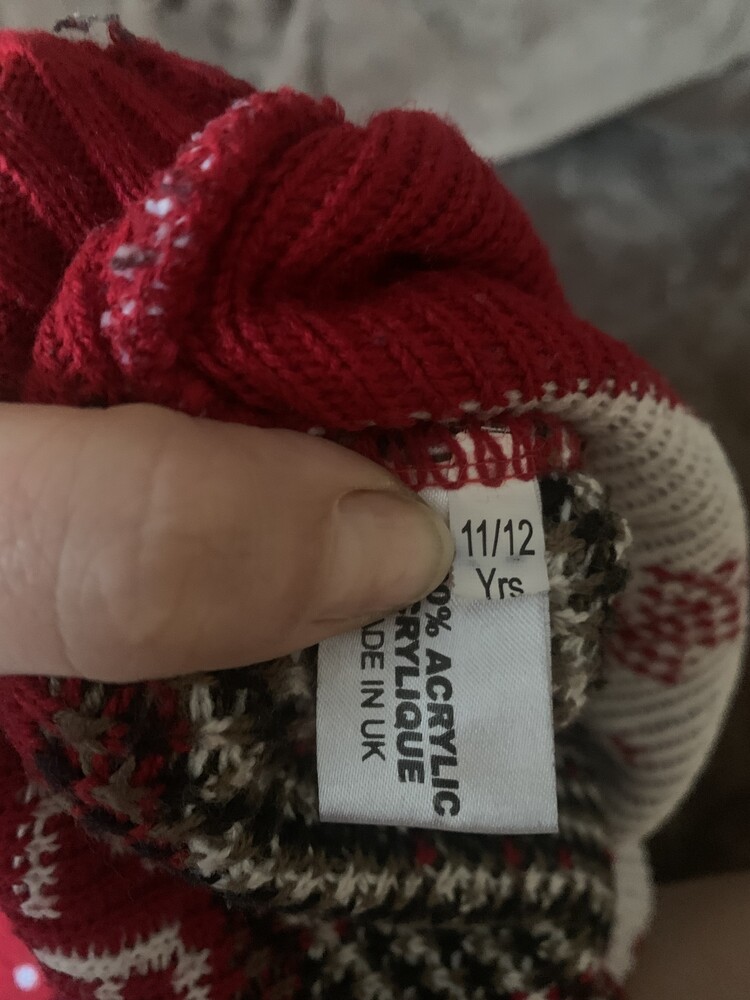 11/12
Yrs
0% ACRYLIC
CRYLIQUE
ADE IN UK